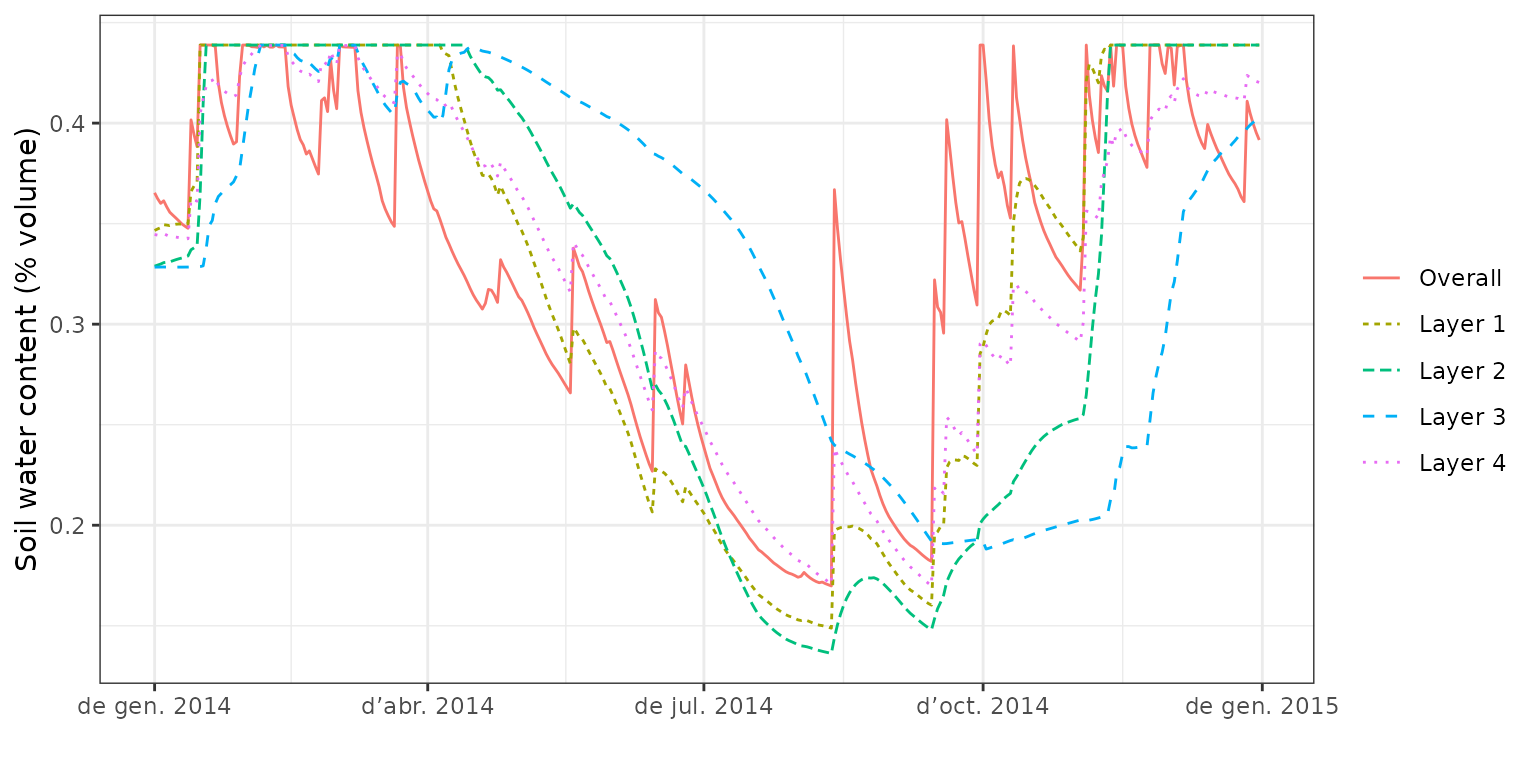 Soil water content (% volume)
0.4
0.3
0.2
de gen. 2014
d’abr. 2014
de jul. 2014
d’oct. 2014
de gen. 2015
Overall
Layer 1
Layer 2
Layer 3
Layer 4